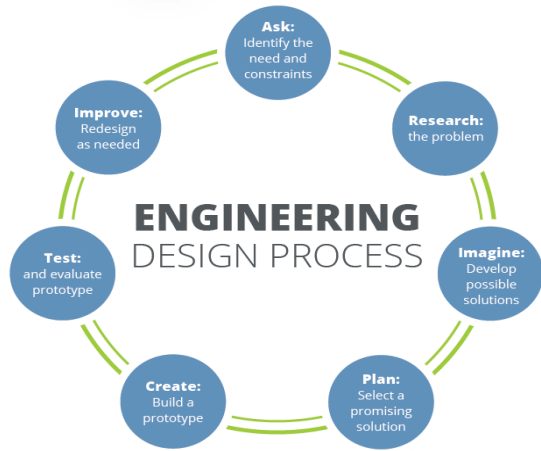 Ask:
Identify the
need and
constraints
Research:
the problem
Imagine:
Develop
possible
solutions
Plan:
Select a
promising
solution
Create:
Build a
prototype
Test:
and evaluate
prototype
Improve:
Redesign
as needed
ENGINEERING
DESIGN PROCESS